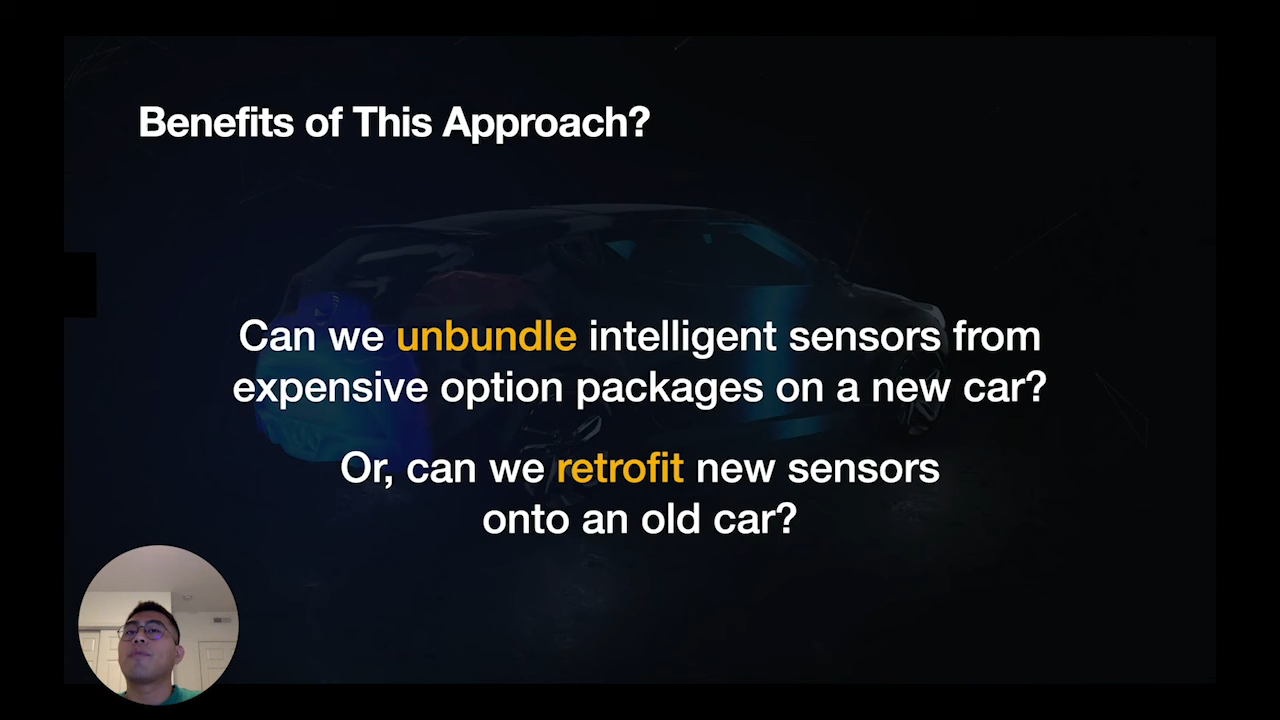 Benefits of This Approach?
Can we unbundle intelligent sensors from
expensive option packages on a new car?
Or, can we retrofit new sensors
onto an old car?